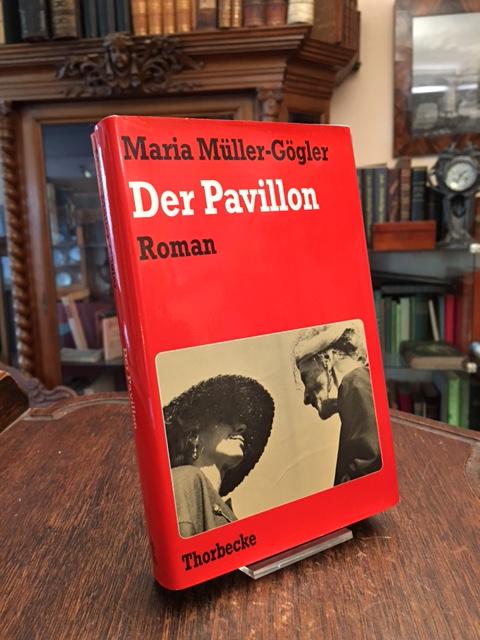 Maria Müller-Gögler
Der Pavillon
Roman
Thorbecke